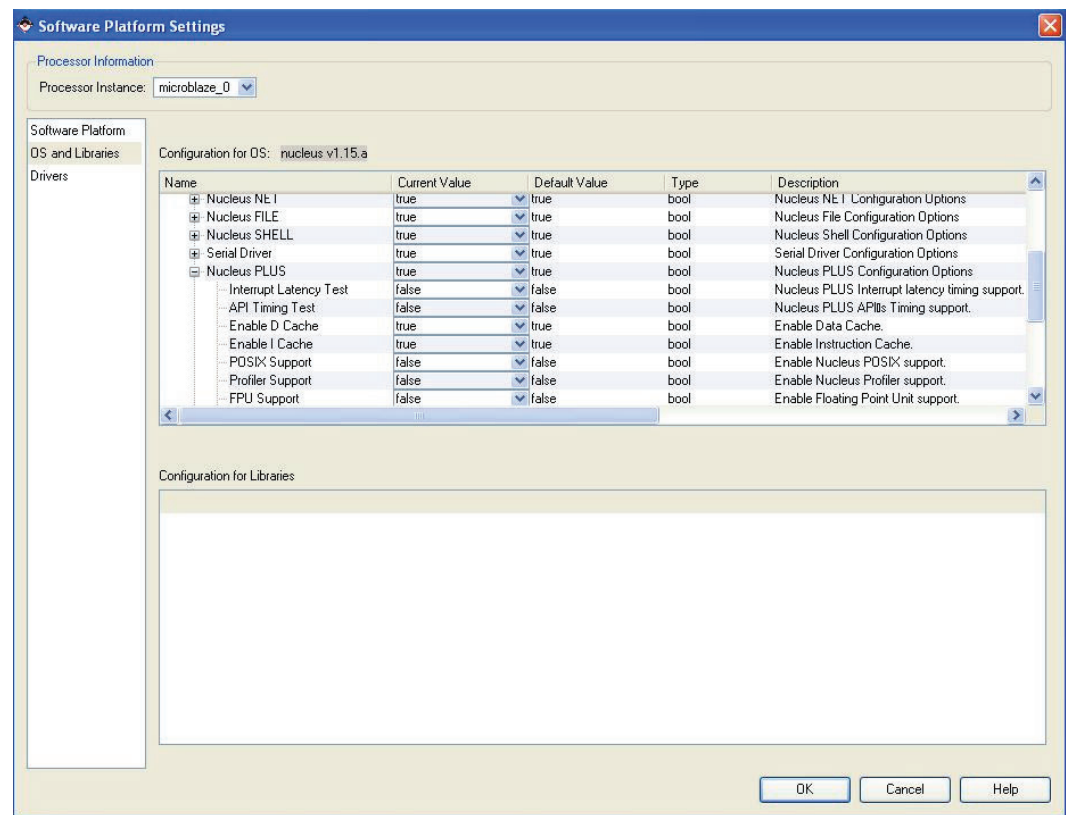 Software Platform Settings
Processor Information
Processor Instance: microblaze_0
Software Platform
OS and Libraries
Drivers
Configuration for OS: nucleus v1.15.a
Name Current Value Default Value Type Description
Nucleus NET true true bool Nucleus NET Configuration Options
Nucleus FILE true true bool Nucleus File Configuration Options
Nucleus SHELL true true bool Nucleus Shell Configuration Options
Serial Driver true true bool Serial Driver Configuration Options
Nucleus PLUS true true bool Nucleus PLUS Configuration Options
Interrupt Latency Test false false bool Nucleus PLUS Interrupt latency timing support.
API Timing Test false false bool Nucleus PLUS Timing support.
Enable D Cache true true bool Enable Data Cache.
Enable I Cache true true bool Enable Instruction Cache.
POSIX Support false false bool Enable Nucleus POSIX support.
Profiler Support false false bool Enable Nucleus Profiler support.
FPU Support false false bool Enable Floating Point Unit support.
Configuration for Libraries
OK Cancel Help